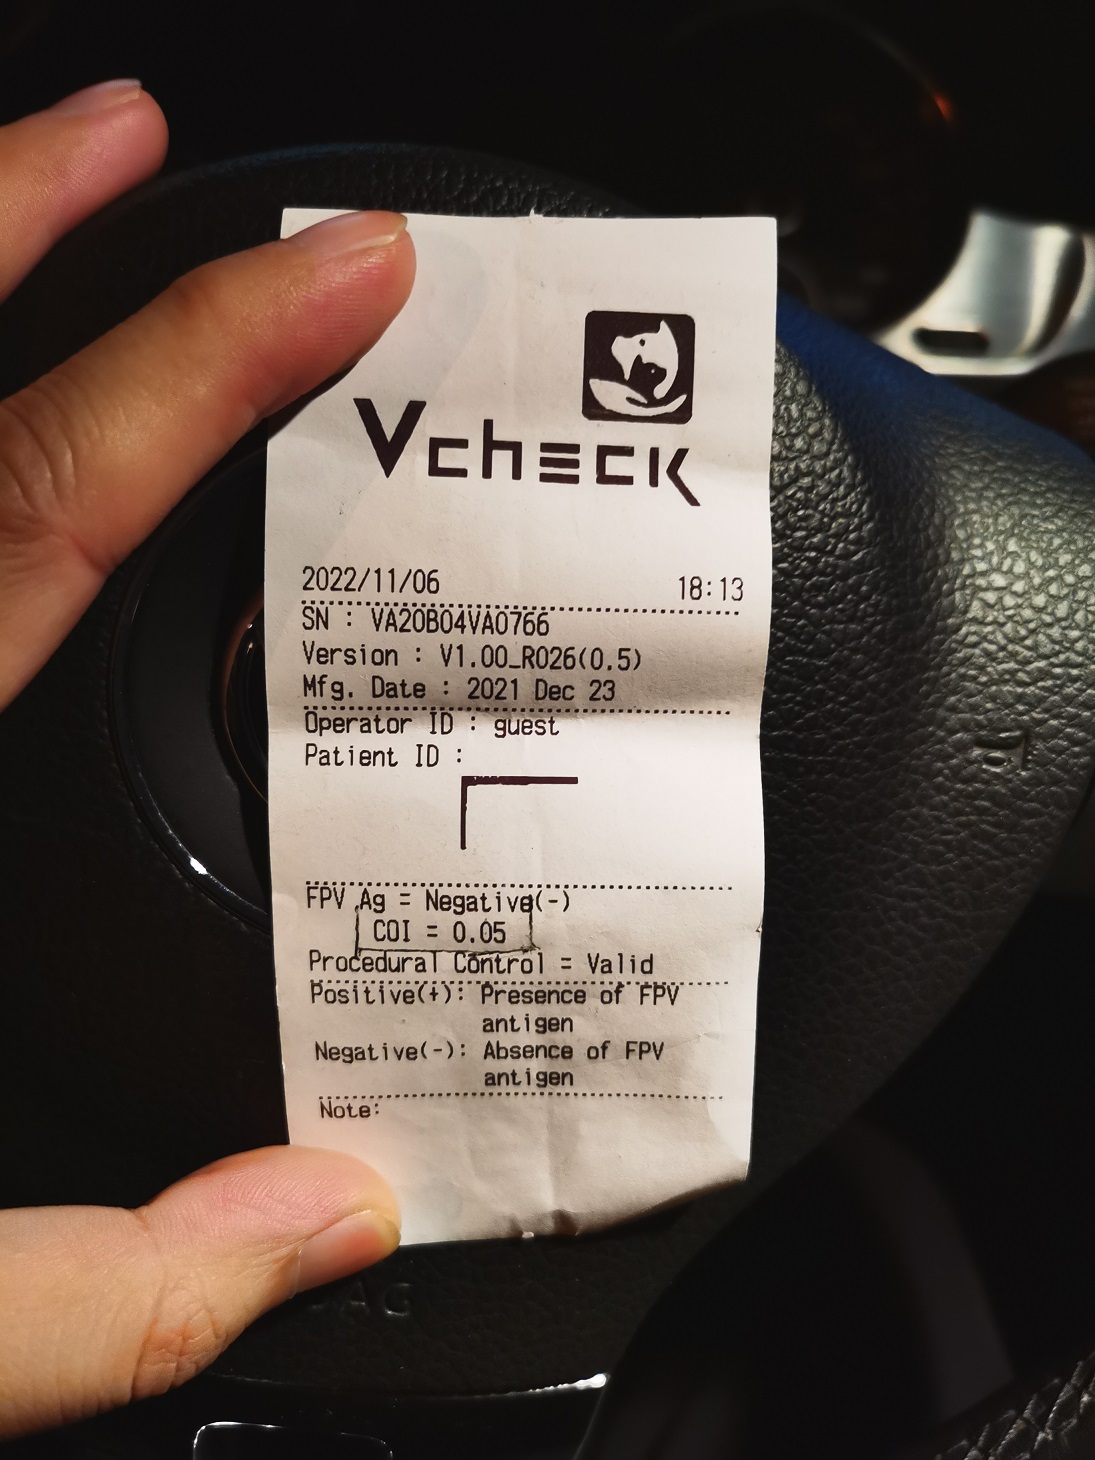 Vcheck
2022/11/06 18:13
SN : VA20B04VA0766
Version : V1.00_R026(0.5)
Mfg. Date : 2021 Dec 23
Operator ID : guest
Patient ID :
FPV Ag = Negative(-)
COI = 0.05
Procedural Control = Valid
Positive(+): Presence of FPV
antigen
Negative(-): Absence of FPV
antigen
Note: